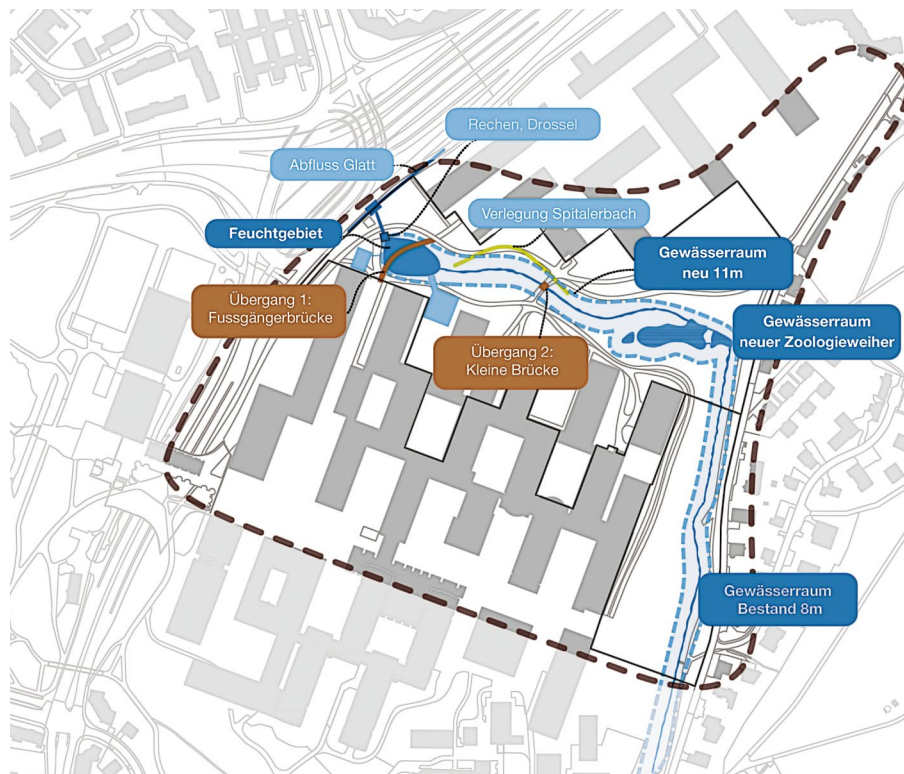 Rechen, Drossel
Abfluss Glatt
Verlegung Spitalerbach
Feuchtgebiet
Gewässerraum
neu 11m
Übergang 1:
Fussgängerbrücke
Gewässerraum
neuer Zoologieweiher
Übergang 2:
Kleine Brücke
Gewässerraum
Bestand 8m